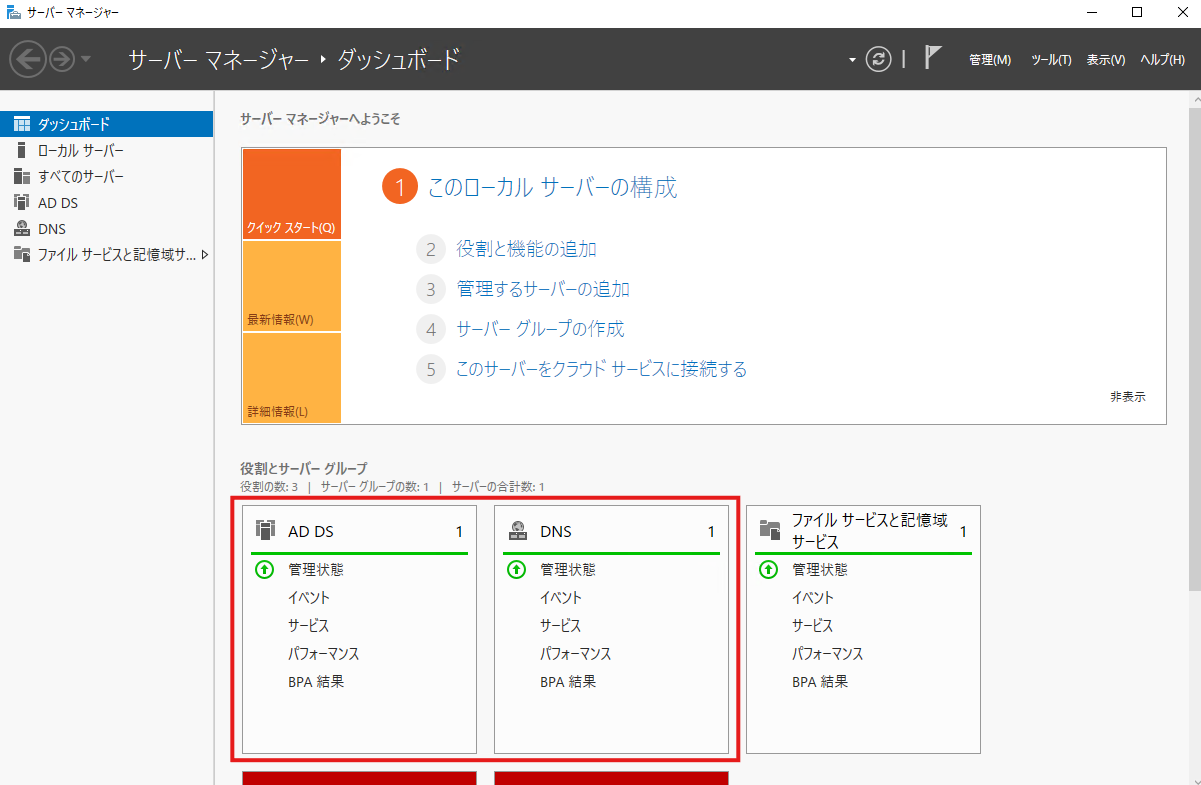 サーバー マネージャー
サーバー マネージャー ダッシュボード
管理(M) ツール(T) 表示(V) ヘルプ(H)
ダッシュボード
ローカル サーバー
すべてのサーバー
AD DS
DNS
ファイル サービスと記憶域サ...
サーバー マネージャーへようこそ
クイック スタート(Q)
最新情報(W)
詳細情報(L)
1 このローカル サーバーの構成
2 役割と機能の追加
3 管理するサーバーの追加
4 サーバー グループの作成
5 このサーバーをクラウド サービスに接続する
非表示
役割とサーバー グループ
役割の数: 3 | サーバー グループの数: 1 | サーバーの合計数: 1
AD DS 1
管理状態
イベント
サービス
パフォーマンス
BPA 結果
DNS 1
管理状態
イベント
サービス
パフォーマンス
BPA 結果
ファイル サービスと記憶域
サービス 1
管理状態
イベント
サービス
パフォーマンス
BPA 結果